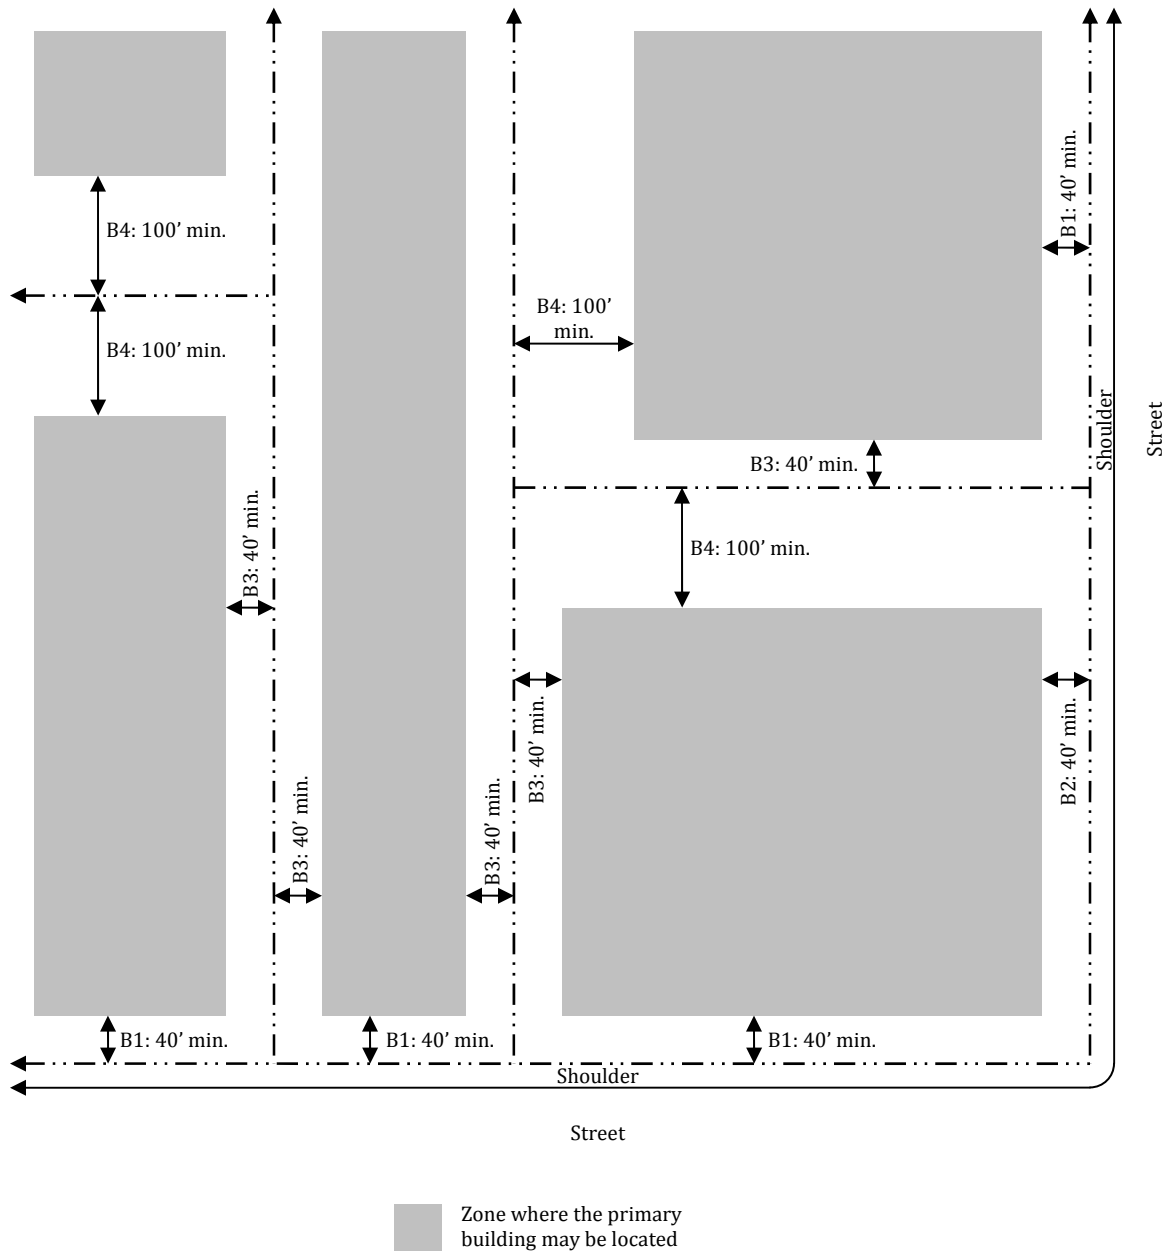 B1: 40’ min.
B4: 100’ min.
B4: 100’
min.
B4: 100’ min.
Shoulder
Street
B3: 40’ min.
B3: 40’ min.
B4: 100’ min.
B3: 40’ min.
B2: 40’ min.
B3: 40’ min.
B3: 40’ min.
B1: 40’ min.
B1: 40’ min.
B1: 40’ min.
Shoulder
Street
Zone where the primary
building may be located